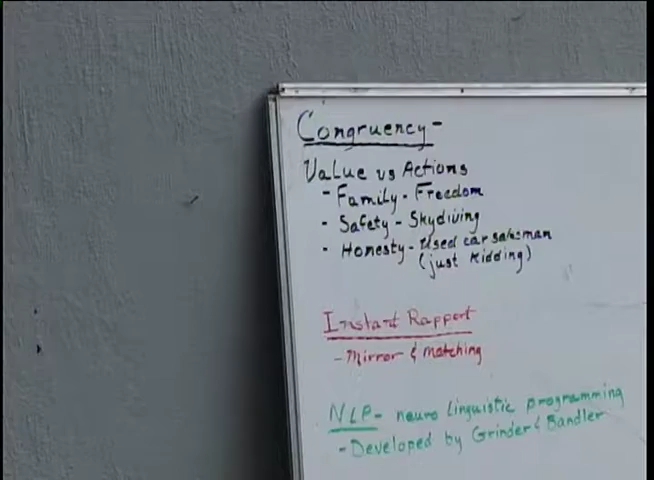 Congruency-
Value vs Actions
- Family - Freedom
- Safety - Skydiving
- Honesty - Used car salesman
(just kidding)
Instant Rapport
- Mirror & matching
NLP- neuro linguistic programming
- Developed by Grinder & Bandler